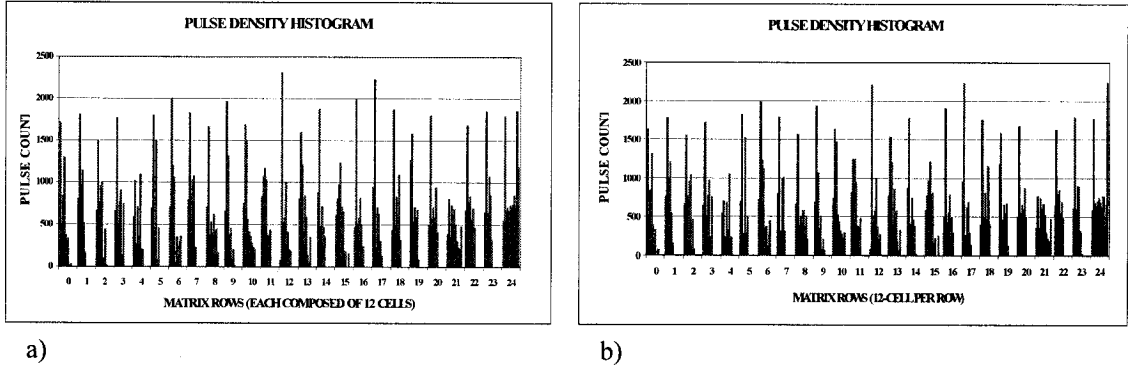 PULSE DENSITY HISTOGRAM
2500
2000
1500
1000
500
0
PULSE COUNT
0 1 2 3 4 5 6 7 8 9 10 11 12 13 14 15 16 17 18 19 20 21 22 23 24
MATRIX ROWS (EACH COMPOSED OF 12 CELLS)
a)
PULSE DENSITY HISTOGRAM
2500
2000
1500
1000
500
0
PULSE COUNT
0 1 2 3 4 5 6 7 8 9 10 11 12 13 14 15 16 17 18 19 20 21 22 23 24
MATRIX ROWS (12-CELL PER ROW)
b)